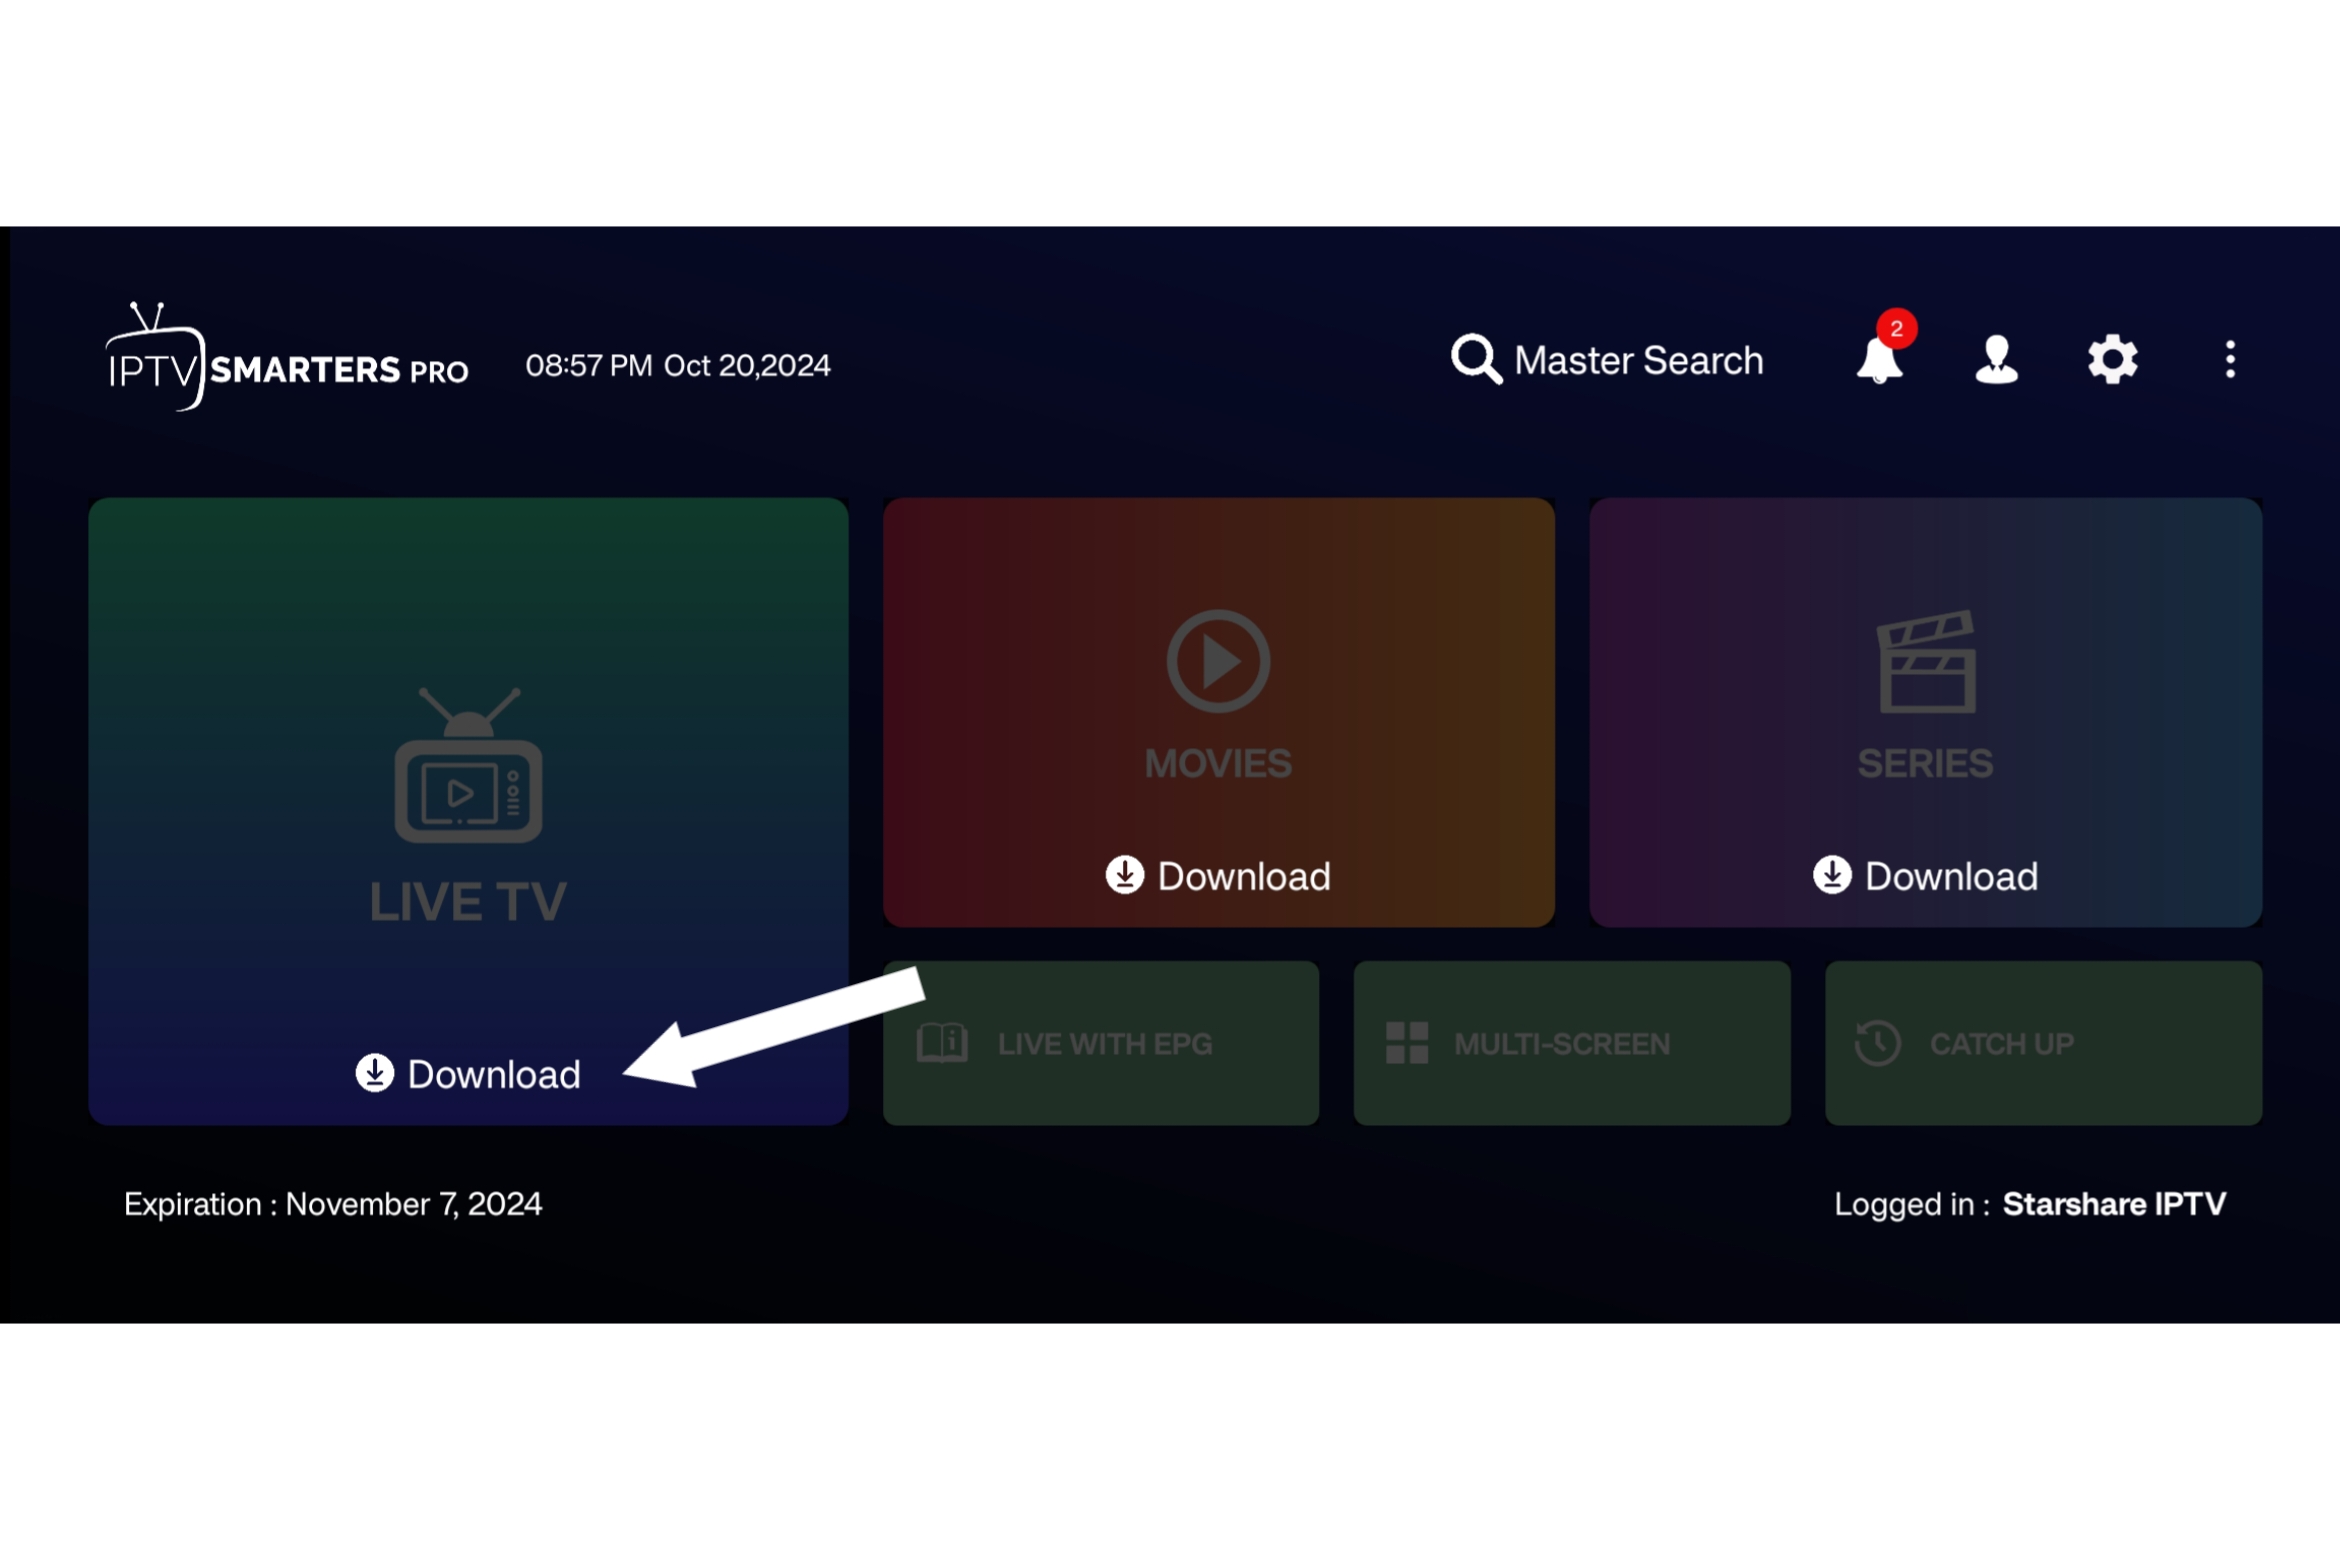 IPTV SMARTERS PRO
08:57 PM Oct 20,2024
Master Search
2
LIVE TV
Download
MOVIES
Download
SERIES
Download
LIVE WITH EPG
MULTI-SCREEN
CATCH UP
Expiration : November 7, 2024
Logged in : Starshare IPTV